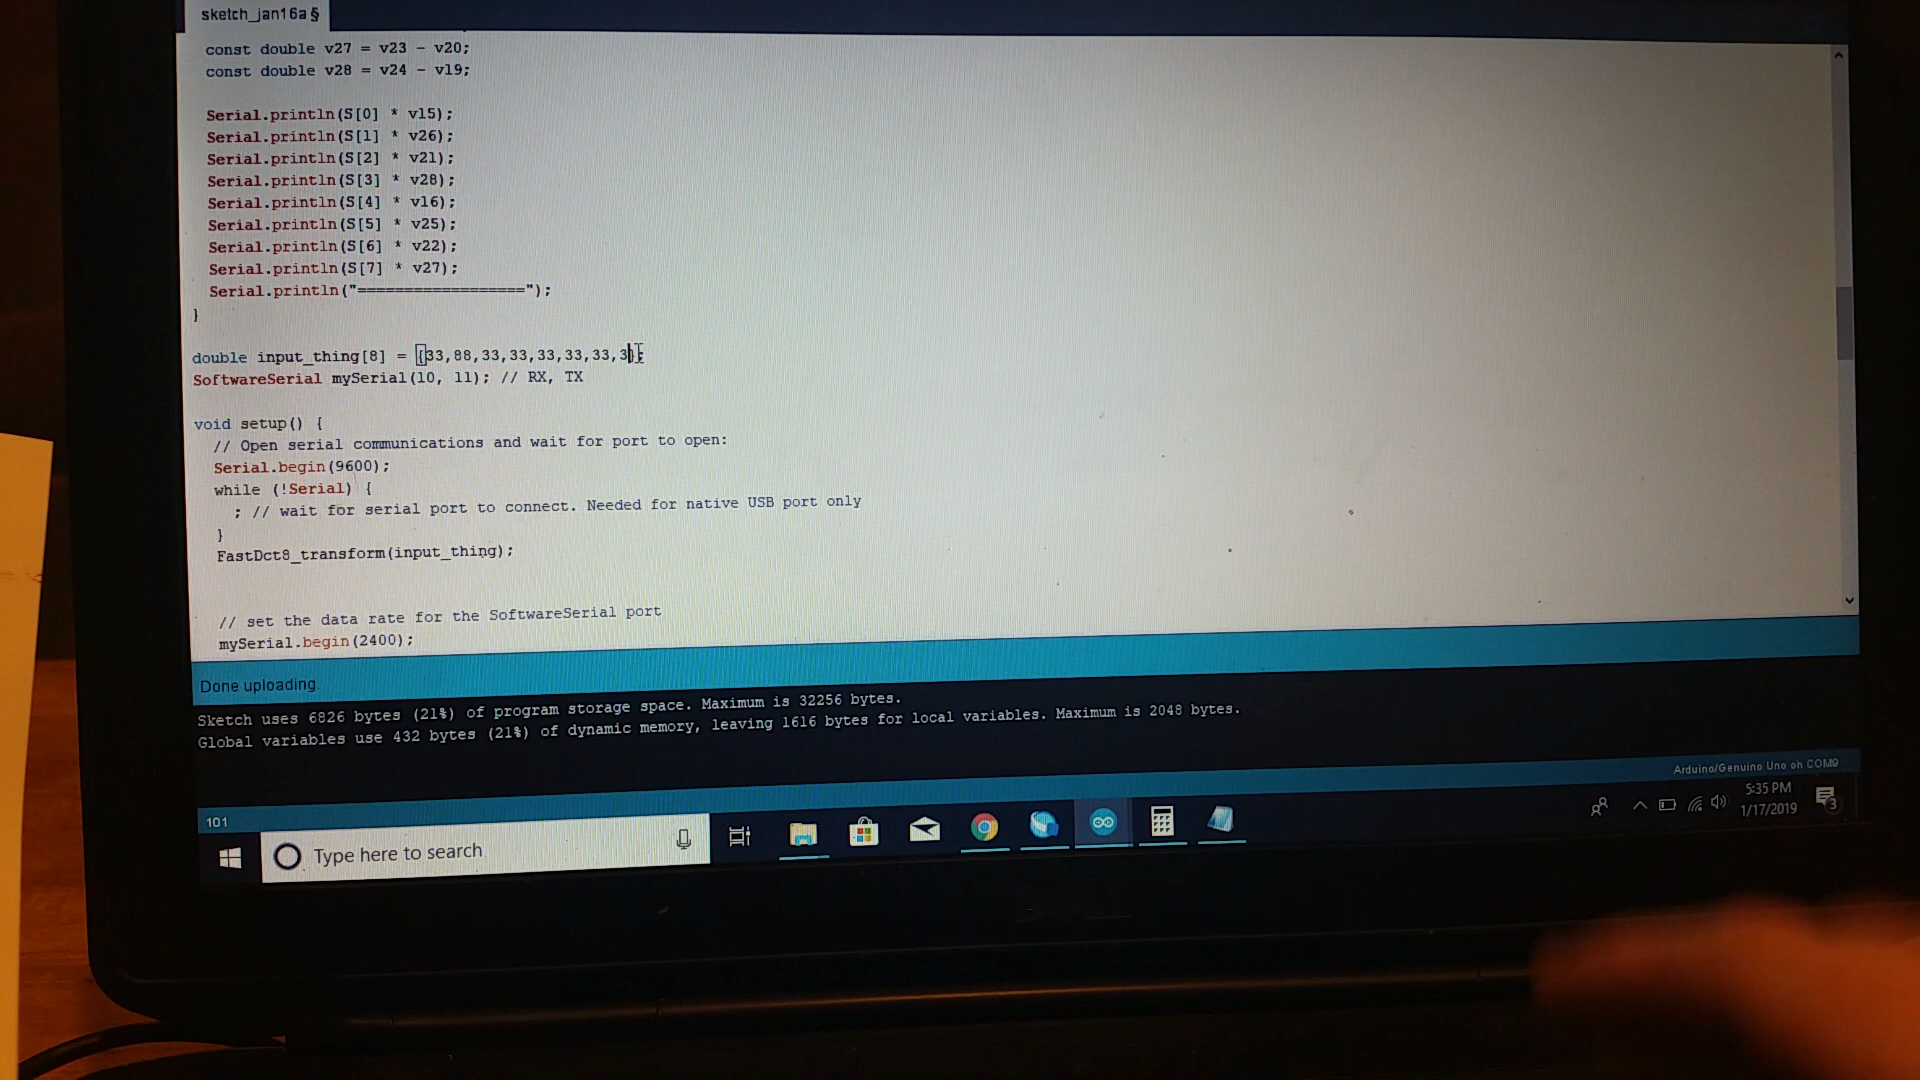 sketch_jan16a §
const double v27 = v23 - v20;
const double v28 = v24 - v19;
Serial.println(S[0] * v15);
Serial.println(S[1] * v26);
Serial.println(S[2] * v21);
Serial.println(S[3] * v28);
Serial.println(S[4] * v16);
Serial.println(S[5] * v25);
Serial.println(S[6] * v22);
Serial.println(S[7] * v27);
Serial.println("==================");
}
double input_thing[8] = {33,88,33,33,33,33,33,3};
SoftwareSerial mySerial(10, 11); // RX, TX
void setup() {
// Open serial communications and wait for port to open:
Serial.begin(9600);
while (!Serial) {
; // wait for serial port to connect. Needed for native USB port only
}
FastDct8_transform(input_thing);
// set the data rate for the SoftwareSerial port
mySerial.begin(2400);
Done uploading.
Sketch uses 6826 bytes (21%) of program storage space. Maximum is 32256 bytes.
Global variables use 432 bytes (21%) of dynamic memory, leaving 1616 bytes for local variables. Maximum is 2048 bytes.
101
Arduino/Genuino Uno on COM9
Type here to search
5:35 PM
1/17/2019
3